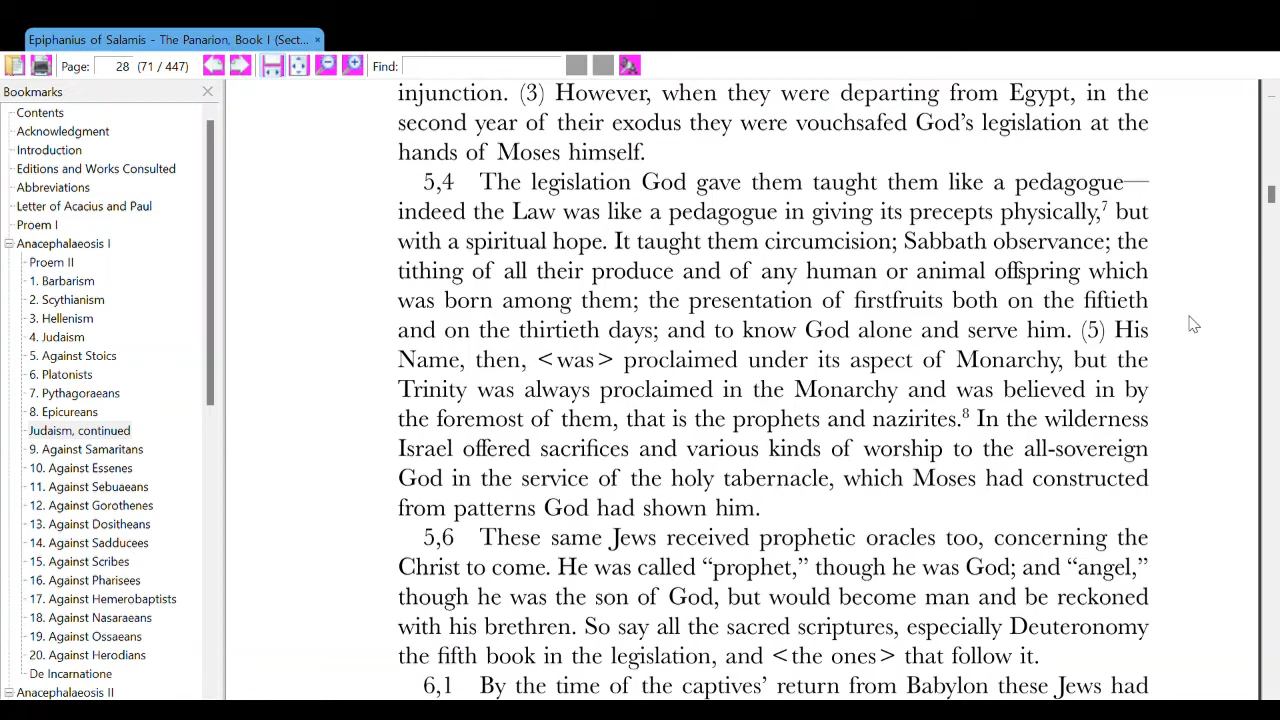 Epiphanius of Salamis - The Panarion, Book I (Sect... ×
Page: 28 (71 / 447) Find:
Bookmarks
Contents
Acknowledgment
Introduction
Editions and Works Consulted
Abbreviations
Letter of Acacius and Paul
Proem I
Anacephalaeosis I
Proem II
1. Barbarism
2. Scythianism
3. Hellenism
4. Judaism
5. Against Stoics
6. Platonists
7. Pythagoraeans
8. Epicureans
Judaism, continued
9. Against Samaritans
10. Against Essenes
11. Against Sebuaeans
12. Against Gorothenes
13. Against Dositheans
14. Against Sadducees
15. Against Scribes
16. Against Pharisees
17. Against Hemerobaptists
18. Against Nasaraeans
19. Against Ossaeans
20. Against Herodians
De Incarnatione
Anacephalaeosis II
injunction. (3) However, when they were departing from Egypt, in the
second year of their exodus they were vouchsafed God's legislation at the
hands of Moses himself.
5,4 The legislation God gave them taught them like a pedagogue—
indeed the Law was like a pedagogue in giving its precepts physically,⁷ but
with a spiritual hope. It taught them circumcision; Sabbath observance; the
tithing of all their produce and of any human or animal offspring which
was born among them; the presentation of firstfruits both on the fiftieth
and on the thirtieth days; and to know God alone and serve him. (5) His
Name, then, <was> proclaimed under its aspect of Monarchy, but the
Trinity was always proclaimed in the Monarchy and was believed in by
the foremost of them, that is the prophets and nazirites.⁸ In the wilderness
Israel offered sacrifices and various kinds of worship to the all-sovereign
God in the service of the holy tabernacle, which Moses had constructed
from patterns God had shown him.
5,6 These same Jews received prophetic oracles too, concerning the
Christ to come. He was called “prophet,” though he was God; and “angel,”
though he was the son of God, but would become man and be reckoned
with his brethren. So say all the sacred scriptures, especially Deuteronomy
the fifth book in the legislation, and <the ones> that follow it.
6,1 By the time of the captives' return from Babylon these Jews had